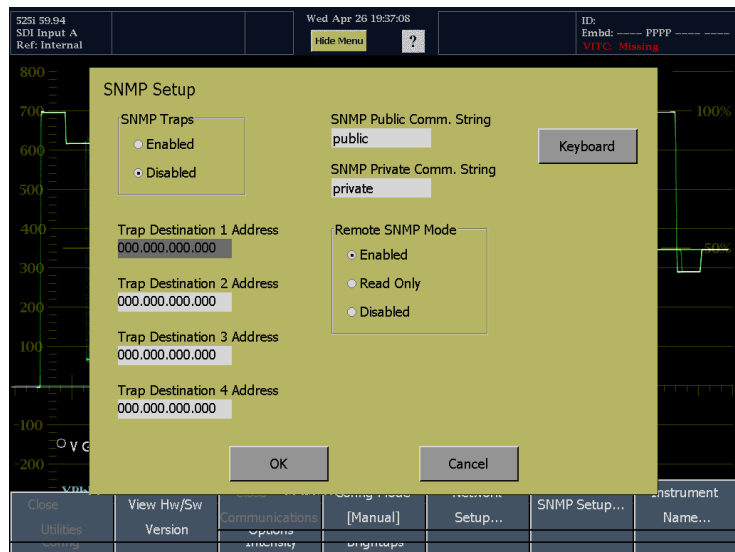 525i 59.94
SDI Input A
Ref: Internal
Wed Apr 26 19:37:08
Hide Menu
?
ID:
Embd: ---- PPPP ---- ----
VITC: Missing
800
700
600
500
400
300
200
100
-100
-200
100%
50%
SNMP Setup
SNMP Traps
Enabled
Disabled
SNMP Public Comm. String
public
SNMP Private Comm. String
private
Keyboard
Trap Destination 1 Address
000.000.000.000
Trap Destination 2 Address
000.000.000.000
Trap Destination 3 Address
000.000.000.000
Trap Destination 4 Address
000.000.000.000
Remote SNMP Mode
Enabled
Read Only
Disabled
V G
OK
Cancel
Close
Utilities
Config
View Hw/Sw
Version
Communications
Options
Intensity
Config Mode
[Manual]
Brightups
Network
Setup...
SNMP Setup...
Instrument
Name...